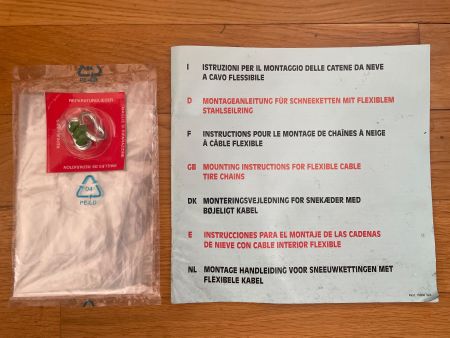 REPARATURGLIEDER
04
PE-LD
I ISTRUZIONI PER IL MONTAGGIO DELLE CATENE DA NEVE
A CAVO FLESSIBILE
D MONTAGEANLEITUNG FÜR SCHNEEKETTEN MIT FLEXIBLEM
STAHLSEILRING
F INSTRUCTIONS POUR LE MONTAGE DE CHAÎNES À NEIGE
À CÂBLE FLEXIBLE
GB MOUNTING INSTRUCTIONS FOR FLEXIBLE CABLE
TIRE CHAINS
DK MONTERINGSVEJLEDNING FOR SNEKÆDER MED
BØJELIGT KABEL
E INSTRUCCIONES PARA EL MONTAJE DE LAS CADENAS
DE NIEVE CON CABLE INTERIOR FLEXIBLE
NL MONTAGE HANDLEIDING VOOR SNEEUWKETTINGEN MET
FLEXIBELE KABEL